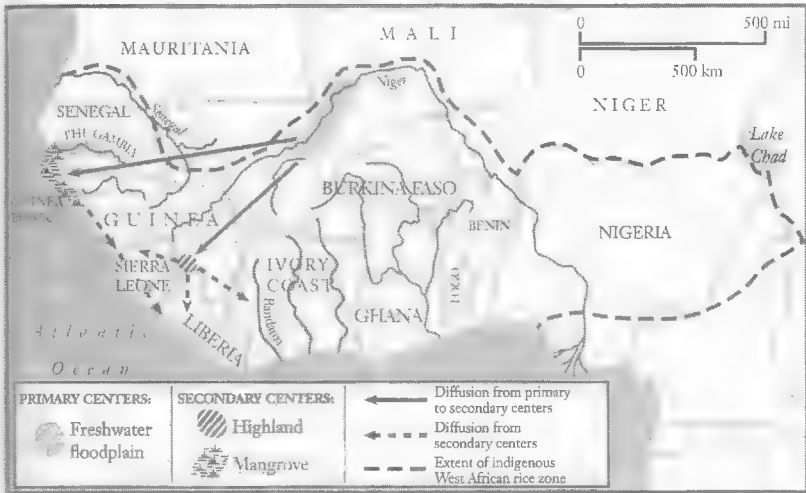 MAURITANIA
MALI
500 mi
0
0
500 km
NIGER
Niger
SENEGAL
Senegal
THE GAMBIA
Lake
Chad
BURKINA FASO
GUINEA
BENIN
NIGERIA
SIERRA
LEONE
IVORY
COAST
TOGO
GHANA
LIBERIA
Atlantic
Ocean
PRIMARY CENTERS:
Freshwater
floodplain
SECONDARY CENTERS:
Highland
Mangrove
Diffusion from primary
to secondary centers
Diffusion from
secondary centers
Extent of indigenous
West African rice zone